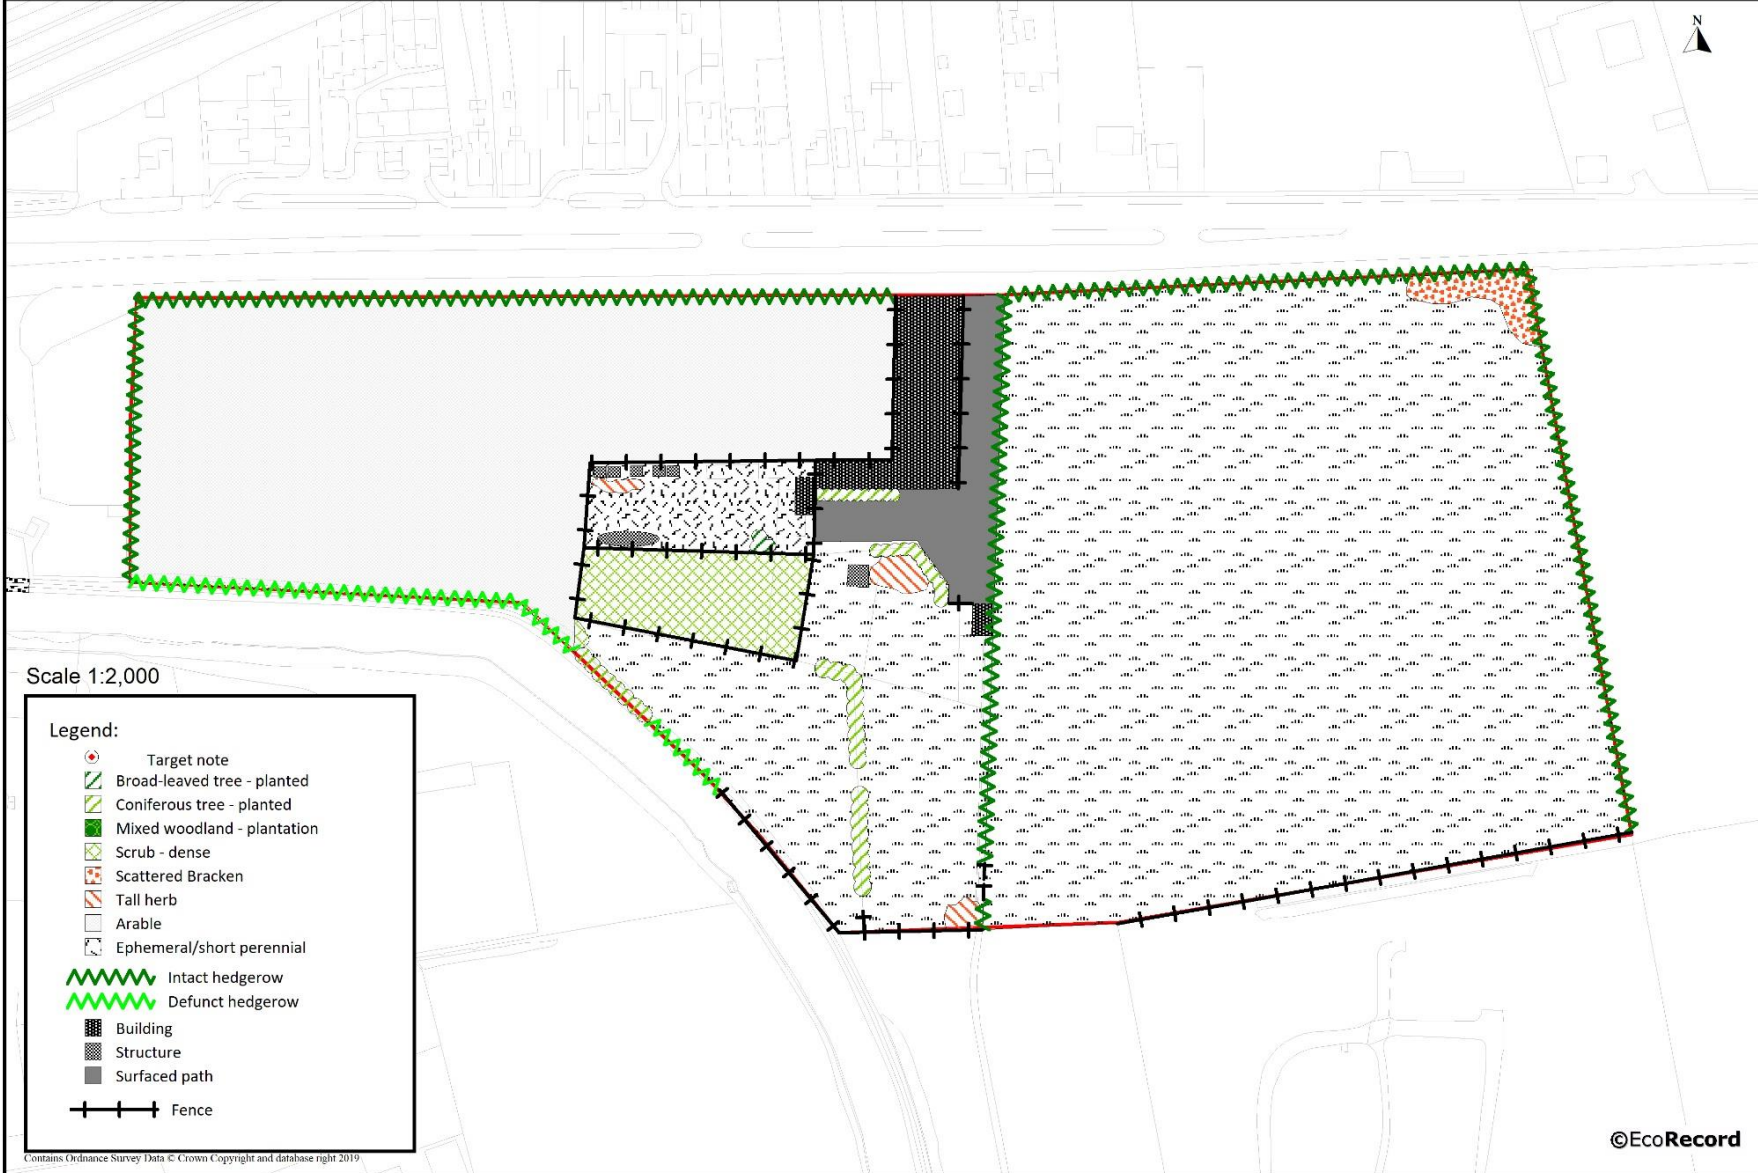 N
Scale 1:2,000
Legend:
Target note
Broad-leaved tree - planted
Coniferous tree - planted
Mixed woodland - plantation
Scrub - dense
Scattered Bracken
Tall herb
Arable
Ephemeral/short perennial
Intact hedgerow
Defunct hedgerow
Building
Structure
Surfaced path
Fence
Contains Ordnance Survey Data © Crown Copyright and database right 2019
©EcoRecord